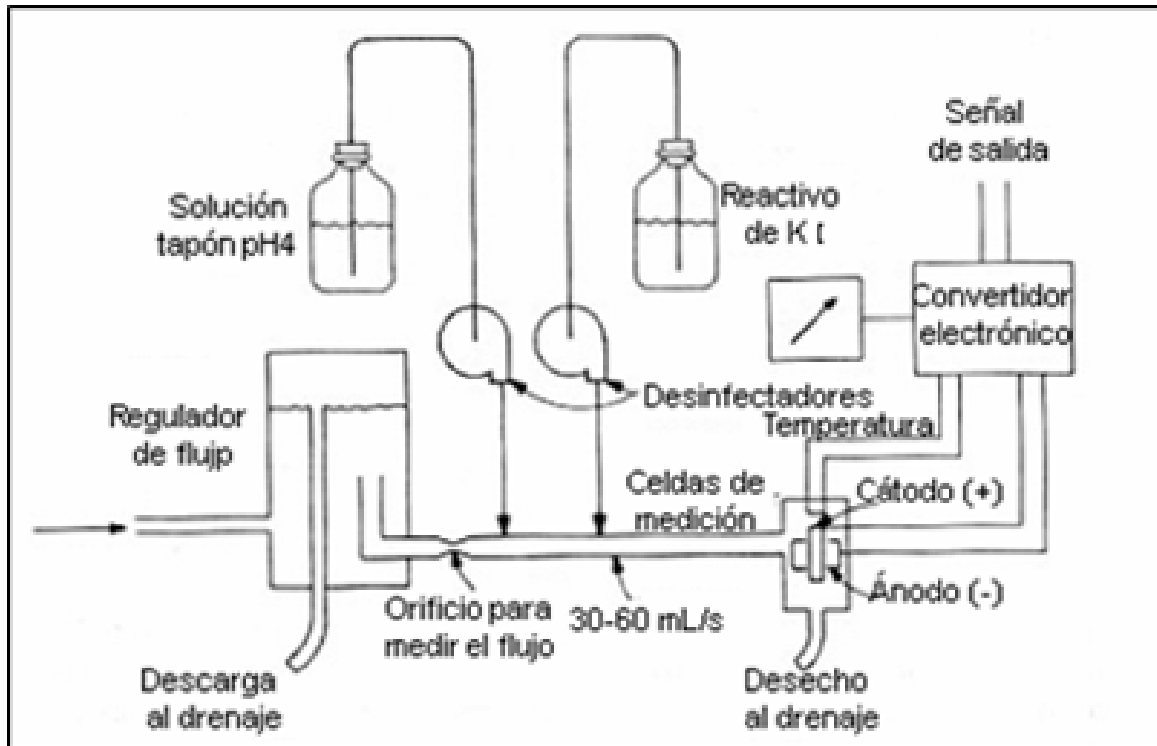 Señal
de salida
Solución
tapón pH4
Reactivo
de K I
Convertidor
electrónico
Regulador
de flujp
Desinfectadores
Temperatura
Celdas de
medición
Cátodo (+)
Ánodo (-)
Orificio para
medir el flujo
30-60 mL/s
Descarga
al drenaje
Desecho
al drenaje